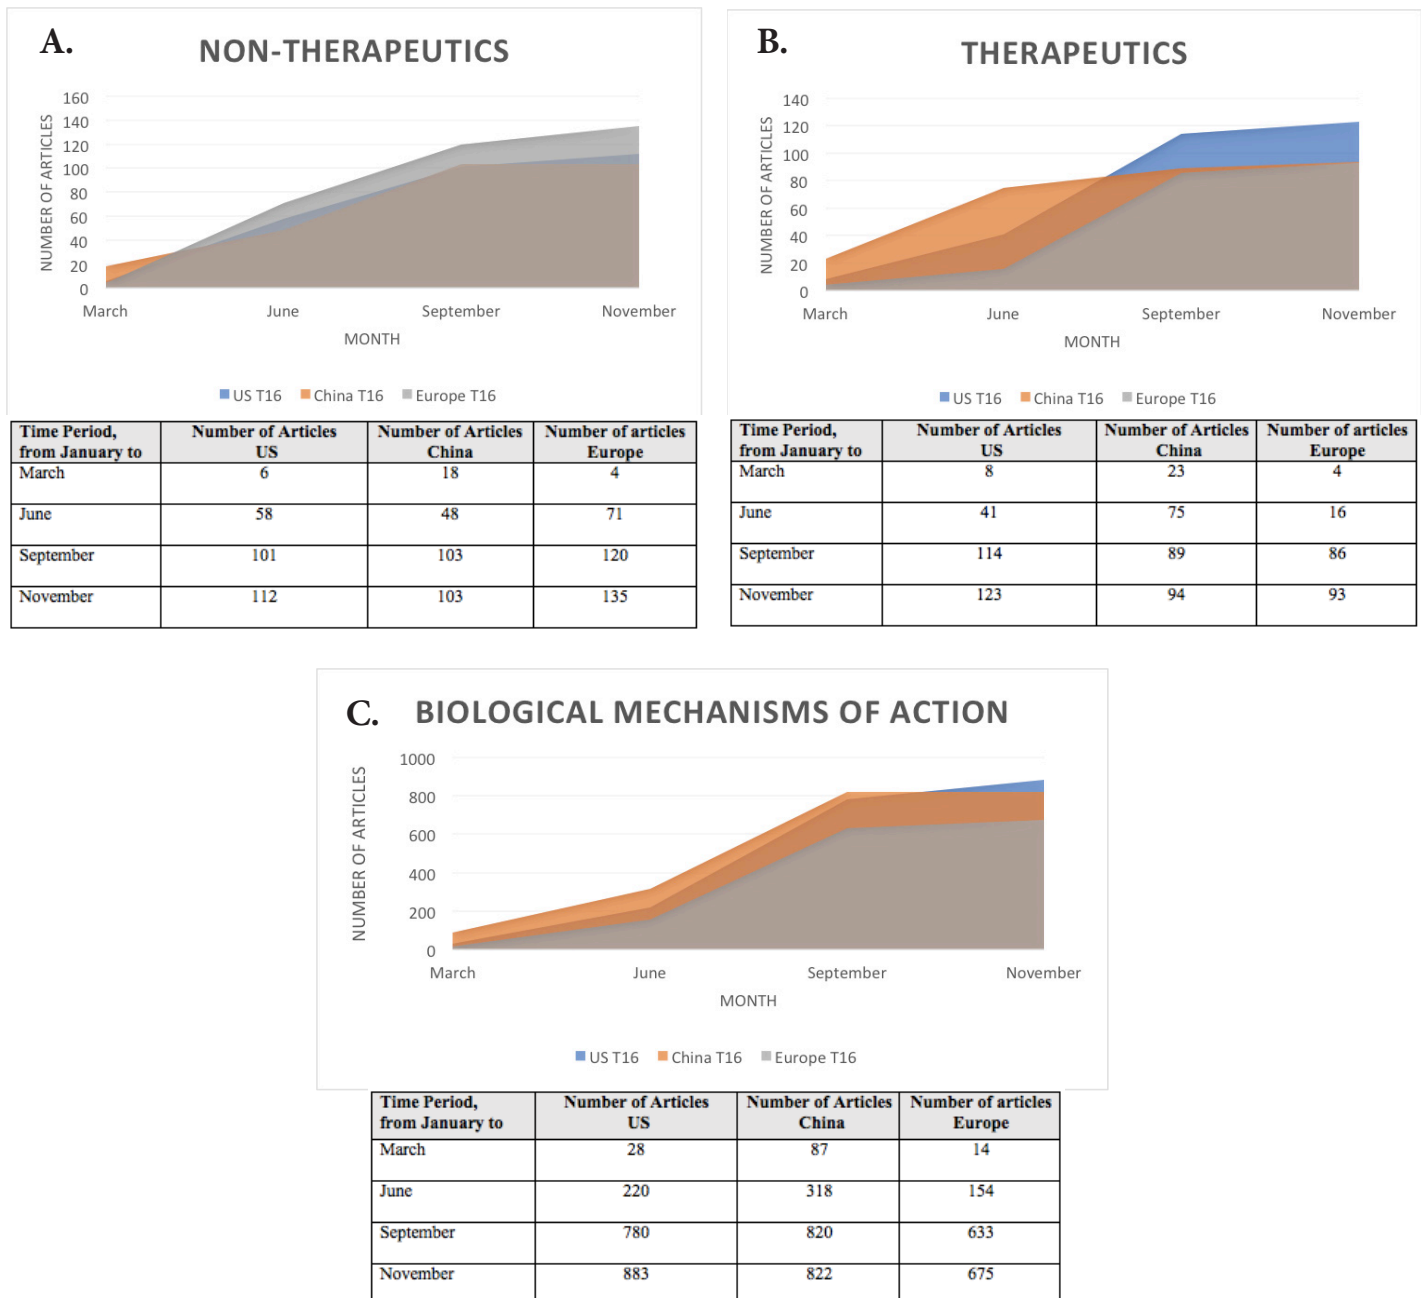 A.
NON-THERAPEUTICS
NUMBER OF ARTICLES
160
140
120
100
80
60
40
20
0
March June September November
MONTH
US T16 China T16 Europe T16
Time Period, from January to Number of Articles US Number of Articles China Number of articles Europe
March 6 18 4
June 58 48 71
September 101 103 120
November 112 103 135
B.
THERAPEUTICS
NUMBER OF ARTICLES
140
120
100
80
60
40
20
0
March June September November
MONTH
US T16 China T16 Europe T16
Time Period, from January to Number of Articles US Number of Articles China Number of articles Europe
March 8 23 4
June 41 75 16
September 114 89 86
November 123 94 93
C.
BIOLOGICAL MECHANISMS OF ACTION
NUMBER OF ARTICLES
1000
800
600
400
200
0
March June September November
MONTH
US T16 China T16 Europe T16
Time Period, from January to Number of Articles US Number of Articles China Number of articles Europe
March 28 87 14
June 220 318 154
September 780 820 633
November 883 822 675